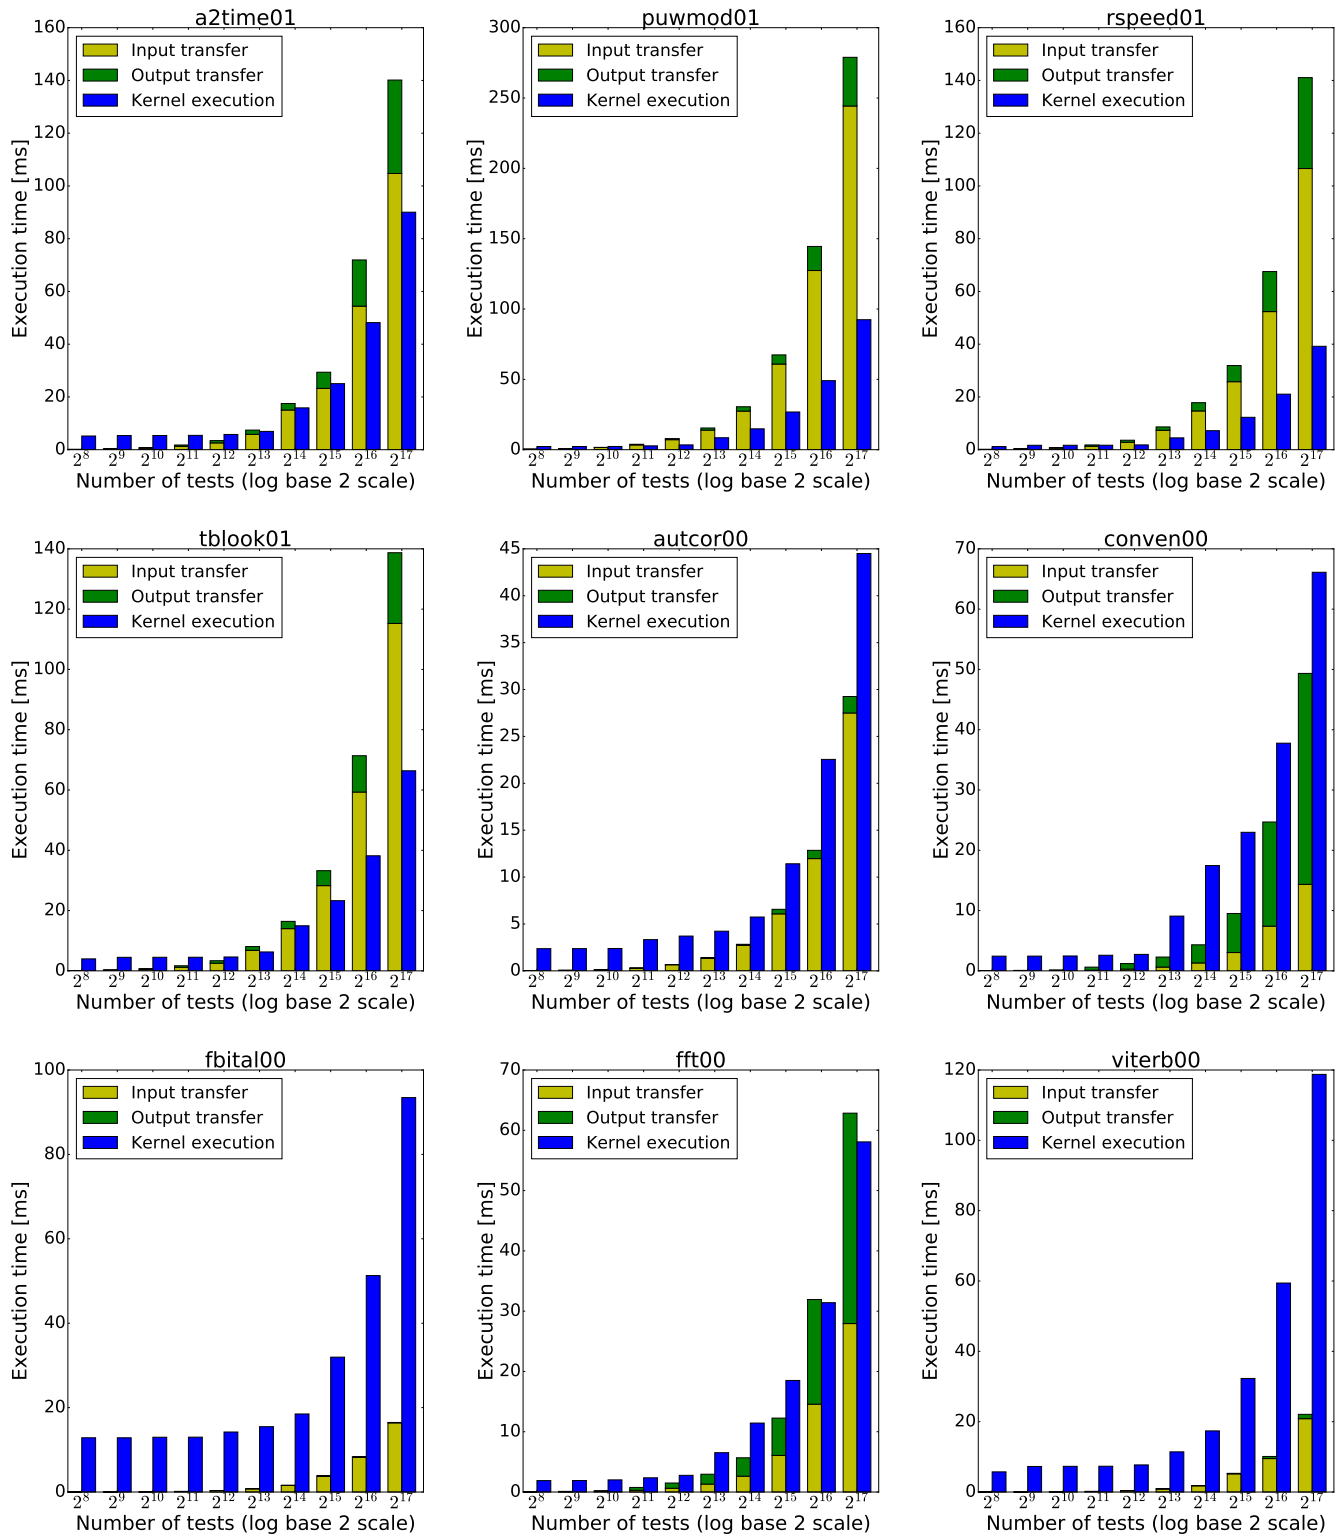 a2time01
Input transfer
Output transfer
Kernel execution
Execution time [ms]
160
140
120
100
80
60
40
20
0
2^8 2^9 2^10 2^11 2^12 2^13 2^14 2^15 2^16 2^17
Number of tests (log base 2 scale)
puwmod01
Input transfer
Output transfer
Kernel execution
Execution time [ms]
300
250
200
150
100
50
0
2^8 2^9 2^10 2^11 2^12 2^13 2^14 2^15 2^16 2^17
Number of tests (log base 2 scale)
rspeed01
Input transfer
Output transfer
Kernel execution
Execution time [ms]
160
140
120
100
80
60
40
20
0
2^8 2^9 2^10 2^11 2^12 2^13 2^14 2^15 2^16 2^17
Number of tests (log base 2 scale)
tblook01
Input transfer
Output transfer
Kernel execution
Execution time [ms]
140
120
100
80
60
40
20
0
2^8 2^9 2^10 2^11 2^12 2^13 2^14 2^15 2^16 2^17
Number of tests (log base 2 scale)
autcor00
Input transfer
Output transfer
Kernel execution
Execution time [ms]
45
40
35
30
25
20
15
10
5
0
2^8 2^9 2^10 2^11 2^12 2^13 2^14 2^15 2^16 2^17
Number of tests (log base 2 scale)
conven00
Input transfer
Output transfer
Kernel execution
Execution time [ms]
70
60
50
40
30
20
10
0
2^8 2^9 2^10 2^11 2^12 2^13 2^14 2^15 2^16 2^17
Number of tests (log base 2 scale)
fbital00
Input transfer
Output transfer
Kernel execution
Execution time [ms]
100
80
60
40
20
0
2^8 2^9 2^10 2^11 2^12 2^13 2^14 2^15 2^16 2^17
Number of tests (log base 2 scale)
fft00
Input transfer
Output transfer
Kernel execution
Execution time [ms]
70
60
50
40
30
20
10
0
2^8 2^9 2^10 2^11 2^12 2^13 2^14 2^15 2^16 2^17
Number of tests (log base 2 scale)
viterb00
Input transfer
Output transfer
Kernel execution
Execution time [ms]
120
100
80
60
40
20
0
2^8 2^9 2^10 2^11 2^12 2^13 2^14 2^15 2^16 2^17
Number of tests (log base 2 scale)